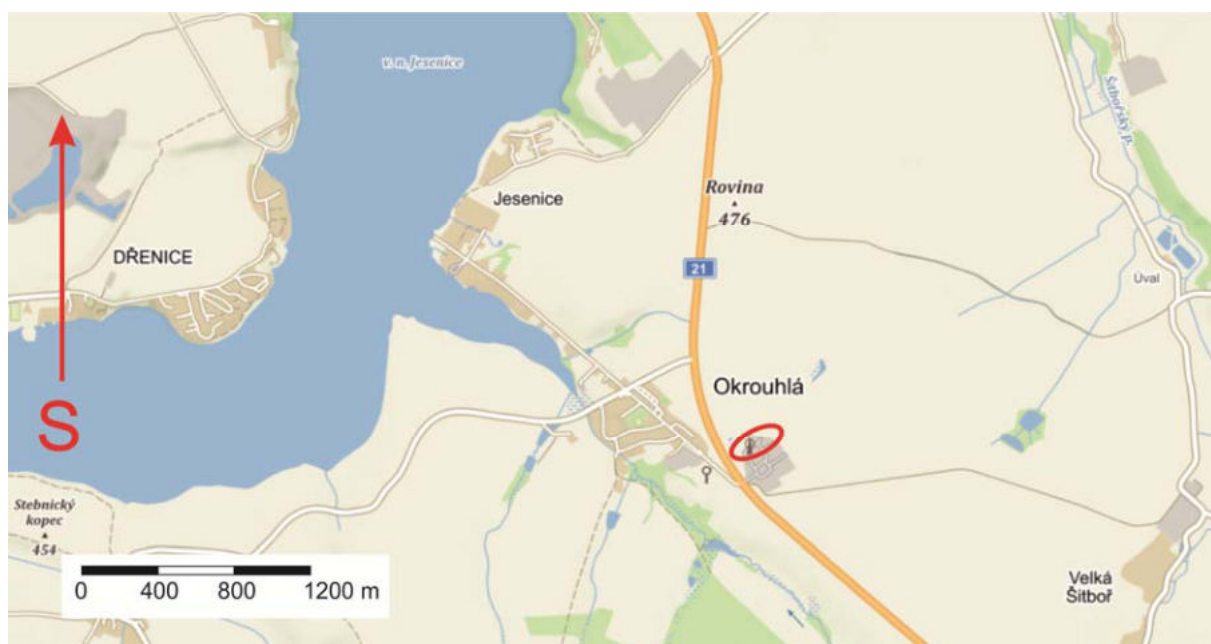 v. n. Jesenice
Šitbořský p.
Jesenice
Rovina
476
DŘENICE
21
Úval
Okrouhlá
S
Stebnický
kopec
454
0 400 800 1200 m
Velká
Šitboř